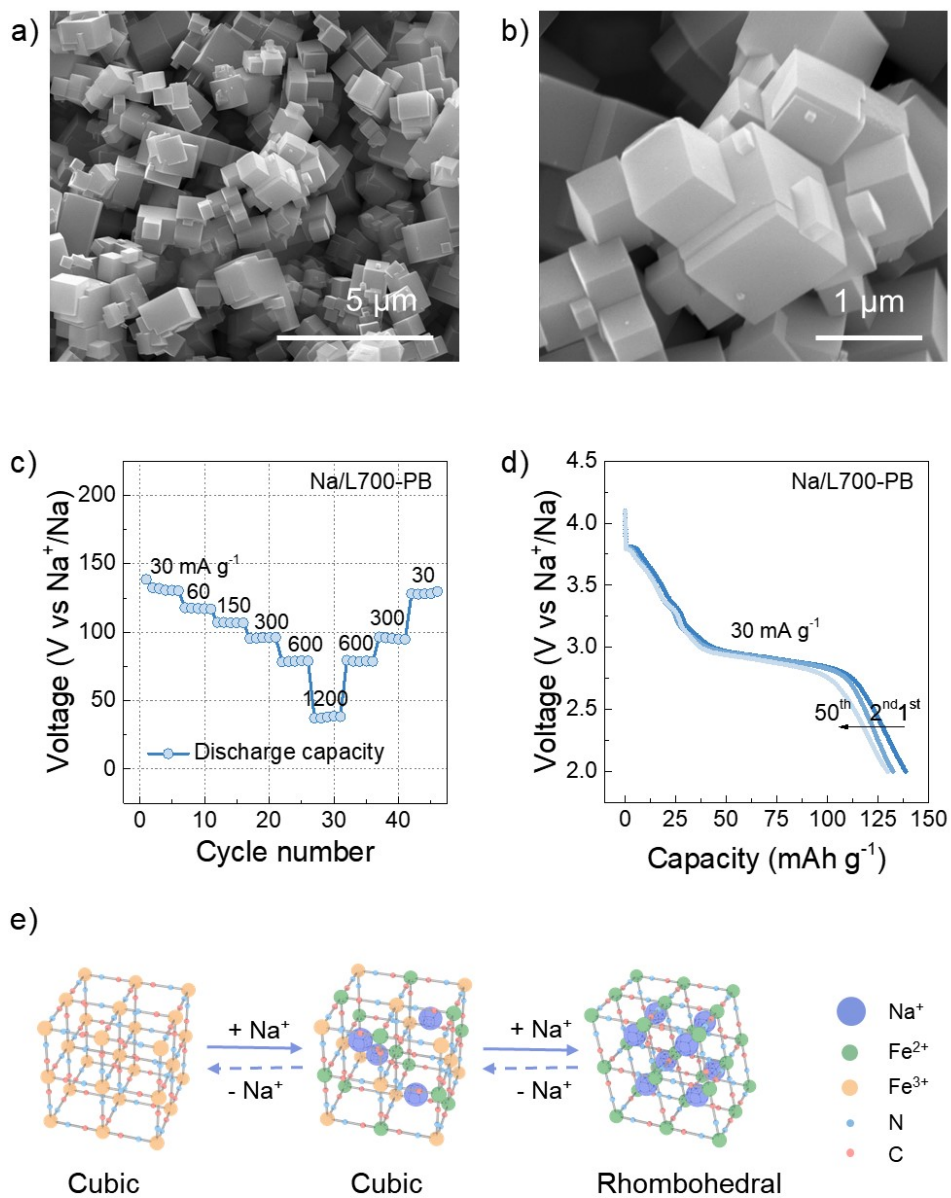 a)
5 µm
b)
1 µm
c)
Voltage (V vs Na⁺/Na)
200
150
100
50
0
Na/L700-PB
30 mA g⁻¹
60
150
300
600
1200
600
300
30
Discharge capacity
0
20
40
Cycle number
d)
Voltage (V vs Na⁺/Na)
4.5
4.0
3.5
3.0
2.5
2.0
Na/L700-PB
30 mA g⁻¹
50ᵗʰ 2ⁿᵈ1ˢᵗ
0
25
50
75
100
125
150
Capacity (mAh g⁻¹)
e)
+ Na⁺
- Na⁺
+ Na⁺
- Na⁺
Cubic
Cubic
Rhombohedral
Na⁺
Fe²⁺
Fe³⁺
N
C